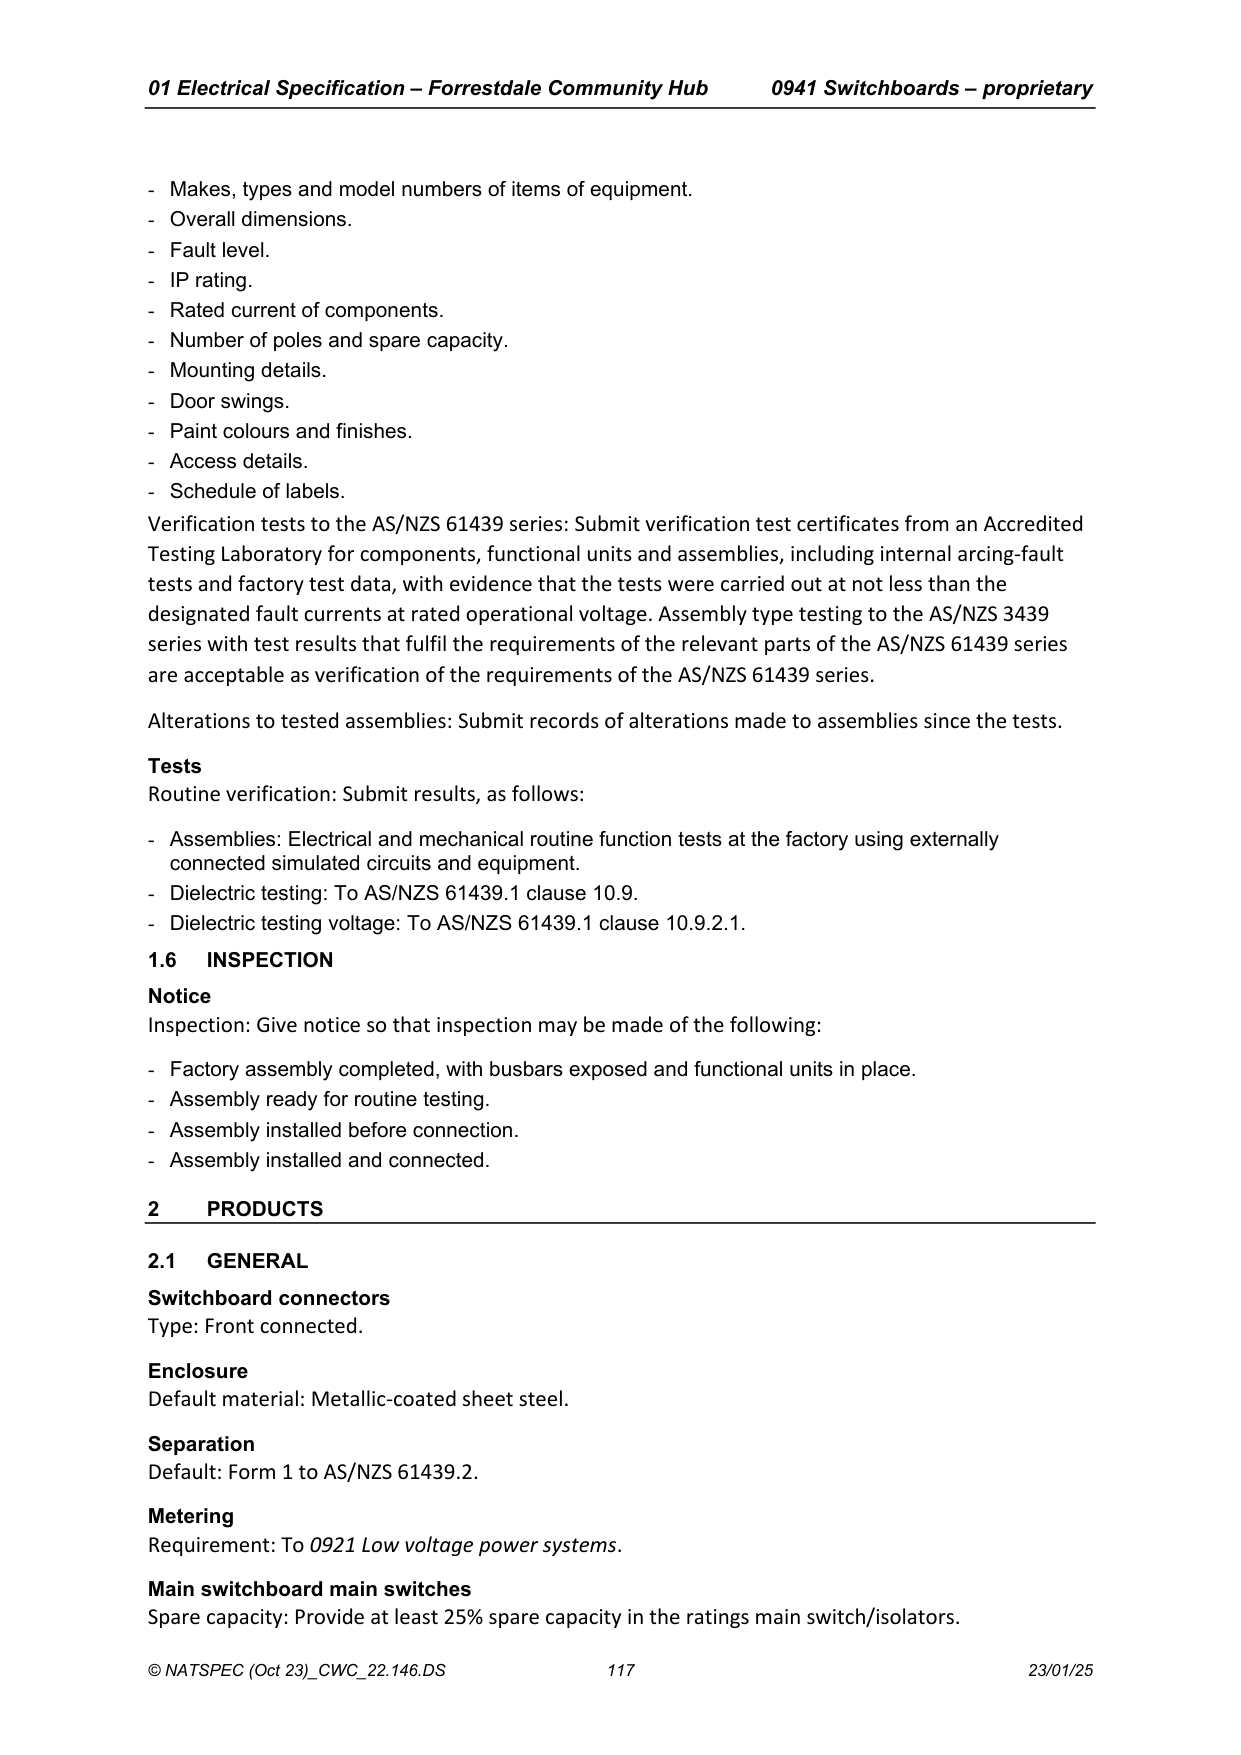 01 Electrical Specification – Forrestdale Community Hub 0941 Switchboards – proprietary
- Makes, types and model numbers of items of equipment.
- Overall dimensions.
- Fault level.
- IP rating.
- Rated current of components.
- Number of poles and spare capacity.
- Mounting details.
- Door swings.
- Paint colours and finishes.
- Access details.
- Schedule of labels.
Verification tests to the AS/NZS 61439 series: Submit verification test certificates from an Accredited
Testing Laboratory for components, functional units and assemblies, including internal arcing-fault
tests and factory test data, with evidence that the tests were carried out at not less than the
designated fault currents at rated operational voltage. Assembly type testing to the AS/NZS 3439
series with test results that fulfil the requirements of the relevant parts of the AS/NZS 61439 series
are acceptable as verification of the requirements of the AS/NZS 61439 series.
Alterations to tested assemblies: Submit records of alterations made to assemblies since the tests.
Tests
Routine verification: Submit results, as follows:
- Assemblies: Electrical and mechanical routine function tests at the factory using externally
connected simulated circuits and equipment.
- Dielectric testing: To AS/NZS 61439.1 clause 10.9.
- Dielectric testing voltage: To AS/NZS 61439.1 clause 10.9.2.1.
1.6 INSPECTION
Notice
Inspection: Give notice so that inspection may be made of the following:
- Factory assembly completed, with busbars exposed and functional units in place.
- Assembly ready for routine testing.
- Assembly installed before connection.
- Assembly installed and connected.
2 PRODUCTS
2.1 GENERAL
Switchboard connectors
Type: Front connected.
Enclosure
Default material: Metallic-coated sheet steel.
Separation
Default: Form 1 to AS/NZS 61439.2.
Metering
Requirement: To 0921 Low voltage power systems.
Main switchboard main switches
Spare capacity: Provide at least 25% spare capacity in the ratings main switch/isolators.
© NATSPEC (Oct 23)_CWC_22.146.DS 117 23/01/25